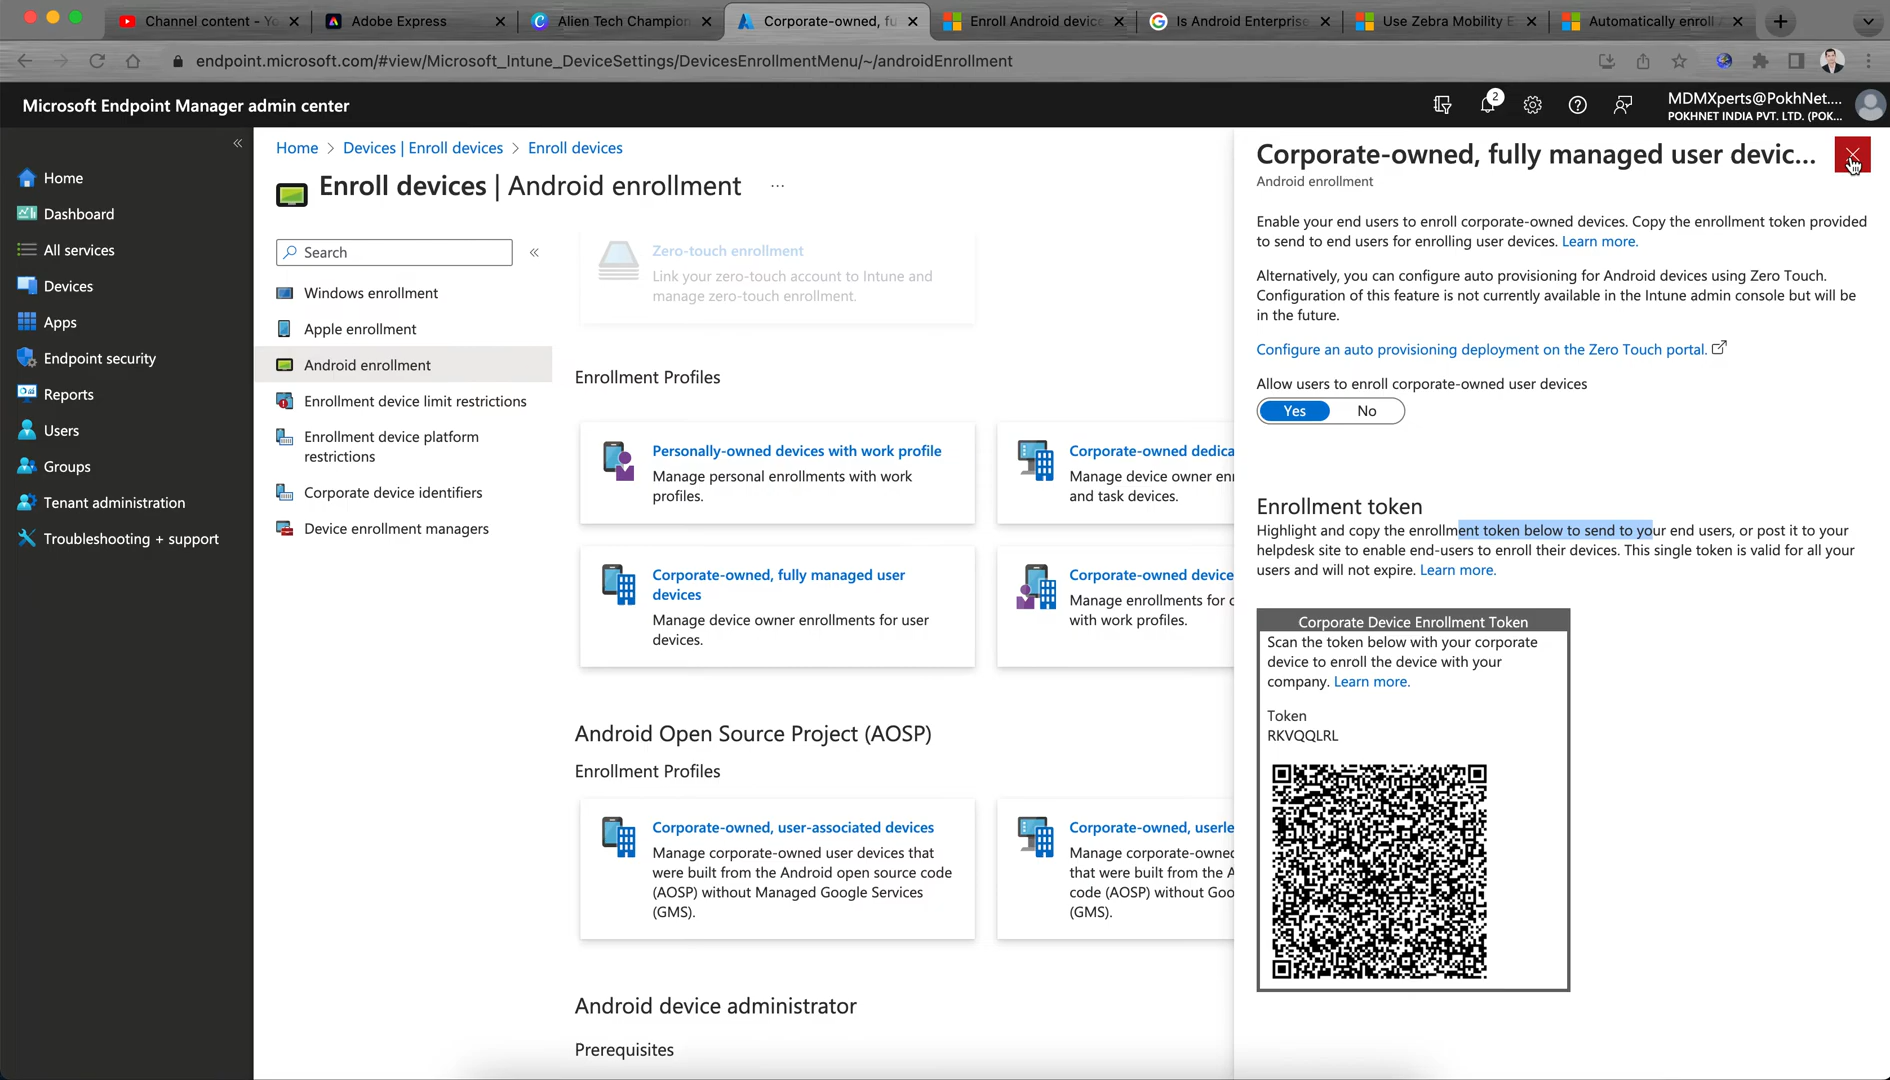 Channel content - Yo
Adobe Express
Alien Tech Champion
Corporate-owned, fu
Enroll Android device
Is Android Enterprise
Use Zebra Mobility E
Automatically enroll
endpoint.microsoft.com/#view/Microsoft_Intune_DeviceSettings/DevicesEnrollmentMenu/~/androidEnrollment
Microsoft Endpoint Manager admin center
2
MDMXperts@PokhNet....
POKHNET INDIA PVT. LTD. (POK...
Home
Dashboard
All services
Devices
Apps
Endpoint security
Reports
Users
Groups
Tenant administration
Troubleshooting + support
Home > Devices | Enroll devices > Enroll devices
Enroll devices | Android enrollment ...
Search
Windows enrollment
Apple enrollment
Android enrollment
Enrollment device limit restrictions
Enrollment device platform
restrictions
Corporate device identifiers
Device enrollment managers
Zero-touch enrollment
Link your zero-touch account to Intune and
manage zero-touch enrollment.
Enrollment Profiles
Personally-owned devices with work profile
Manage personal enrollments with work
profiles.
Corporate-owned dedica
Manage device owner enr
and task devices.
Corporate-owned, fully managed user
devices
Manage device owner enrollments for user
devices.
Corporate-owned device
Manage enrollments for c
with work profiles.
Android Open Source Project (AOSP)
Enrollment Profiles
Corporate-owned, user-associated devices
Manage corporate-owned user devices that
were built from the Android open source code
(AOSP) without Managed Google Services
(GMS).
Corporate-owned, userle
Manage corporate-owned
that were built from the A
code (AOSP) without Goo
(GMS).
Android device administrator
Prerequisites
Corporate-owned, fully managed user devic...
Android enrollment
Enable your end users to enroll corporate-owned devices. Copy the enrollment token provided
to send to end users for enrolling user devices. Learn more.
Alternatively, you can configure auto provisioning for Android devices using Zero Touch.
Configuration of this feature is not currently available in the Intune admin console but will be
in the future.
Configure an auto provisioning deployment on the Zero Touch portal.
Allow users to enroll corporate-owned user devices
Yes No
Enrollment token
Highlight and copy the enrollment token below to send to your end users, or post it to your
helpdesk site to enable end-users to enroll their devices. This single token is valid for all your
users and will not expire. Learn more.
Corporate Device Enrollment Token
Scan the token below with your corporate
device to enroll the device with your
company. Learn more.
Token
RKVQQLRL